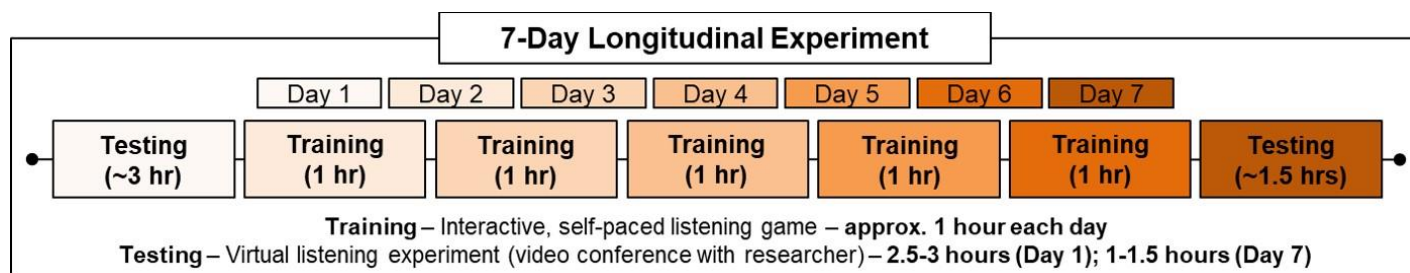 7-Day Longitudinal Experiment
Day 1 Day 2 Day 3 Day 4 Day 5 Day 6 Day 7
Testing Training Training Training Training Training Testing
(~3 hr) (1 hr) (1 hr) (1 hr) (1 hr) (1 hr) (~1.5 hrs)
Training – Interactive, self-paced listening game – approx. 1 hour each day
Testing – Virtual listening experiment (video conference with researcher) – 2.5-3 hours (Day 1); 1-1.5 hours (Day 7)